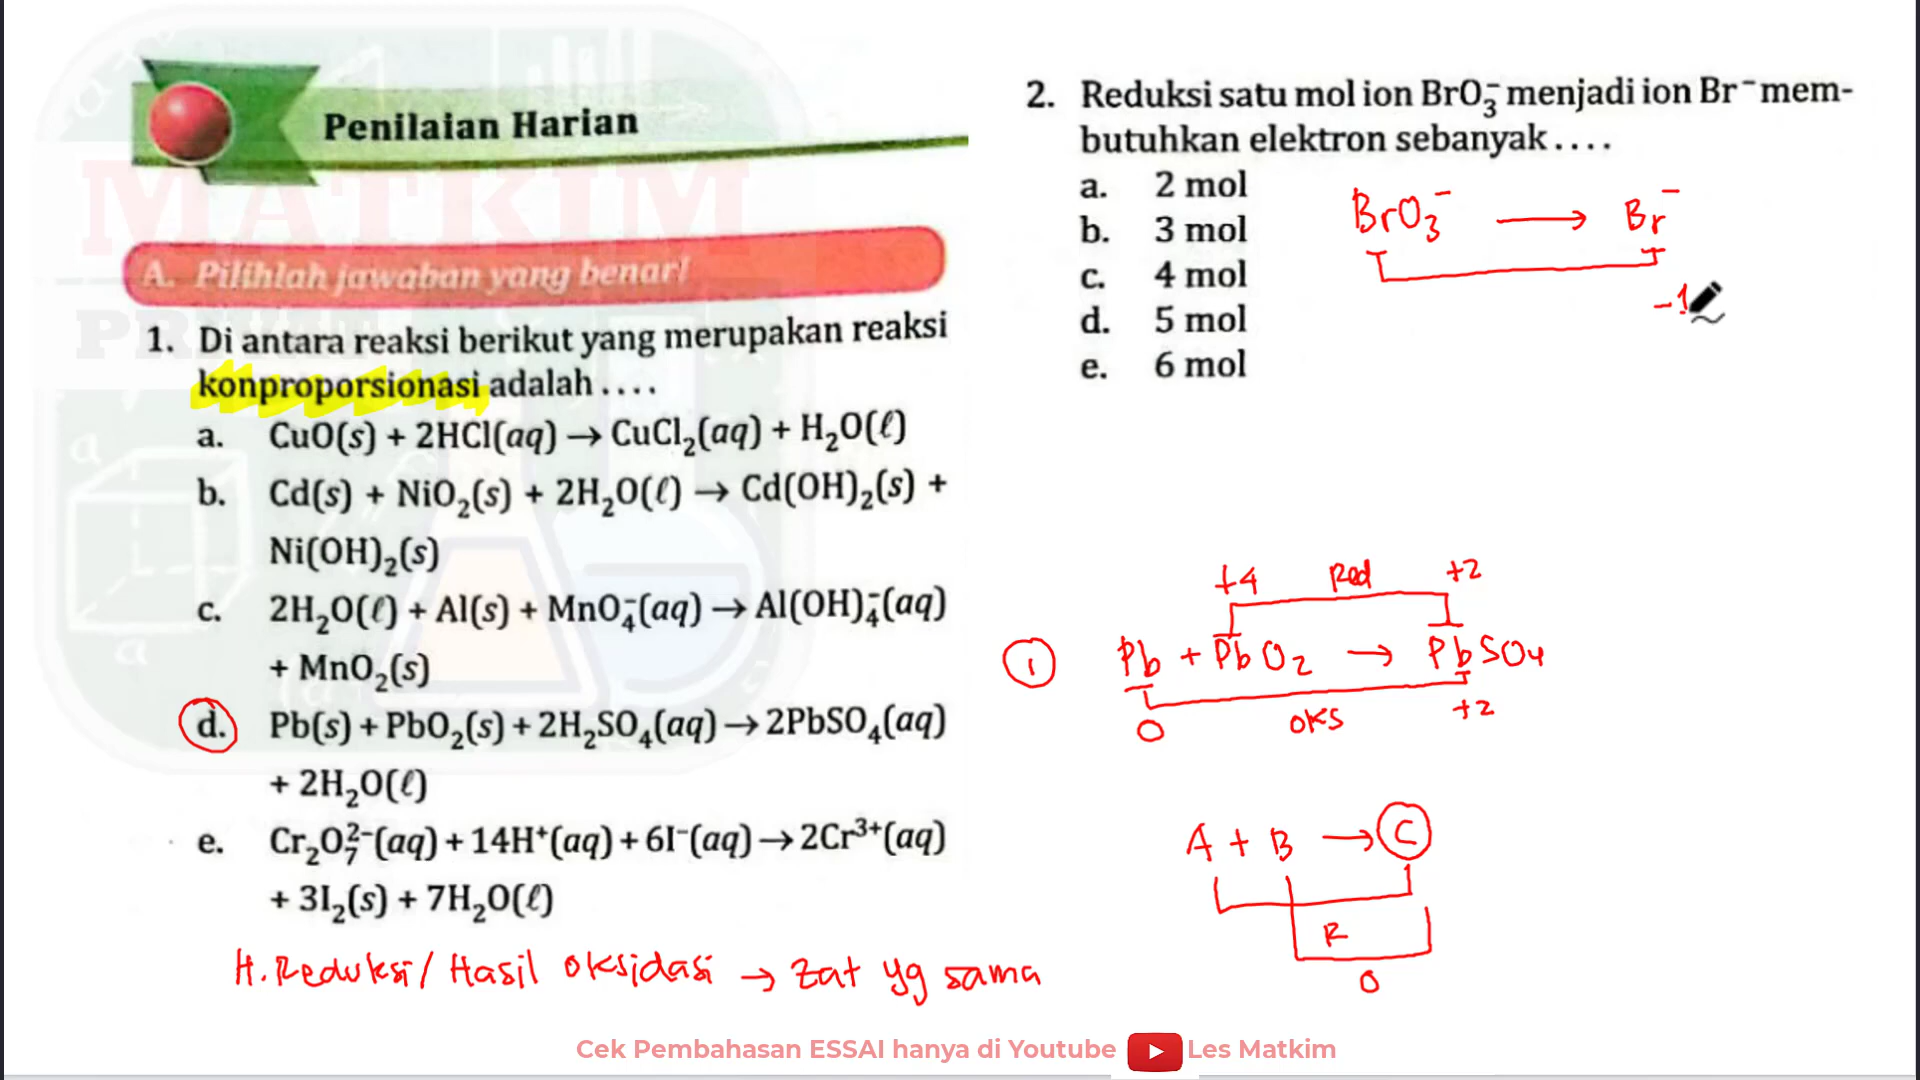 Penilaian Harian
MATKIM
PRIVAT
A. Pilihlah jawaban yang benar!
1. Di antara reaksi berikut yang merupakan reaksi
konproporsionasi adalah . . . .
a. CuO(s) + 2HCl(aq) → CuCl₂(aq) + H₂O(ℓ)
b. Cd(s) + NiO₂(s) + 2H₂O(ℓ) → Cd(OH)₂(s) +
Ni(OH)₂(s)
c. 2H₂O(ℓ) + Al(s) + MnO₄⁻(aq) → Al(OH)₄⁻(aq)
+ MnO₂(s)
d. Pb(s) + PbO₂(s) + 2H₂SO₄(aq) → 2PbSO₄(aq)
+ 2H₂O(ℓ)
e. Cr₂O₇²⁻(aq) + 14H⁺(aq) + 6I⁻(aq) → 2Cr³⁺(aq)
+ 3I₂(s) + 7H₂O(ℓ)
H. Reduksi / Hasil oksidasi → zat yg sama
2. Reduksi satu mol ion BrO₃⁻ menjadi ion Br⁻ mem-
butuhkan elektron sebanyak . . . .
a. 2 mol
b. 3 mol
c. 4 mol
d. 5 mol
e. 6 mol
BrO₃⁻ → Br⁻
-1
+4 Red +2
1 Pb + PbO₂ → PbSO₄
0 oks +2
A + B → C
R
O
Cek Pembahasan ESSAI hanya di Youtube Les Matkim